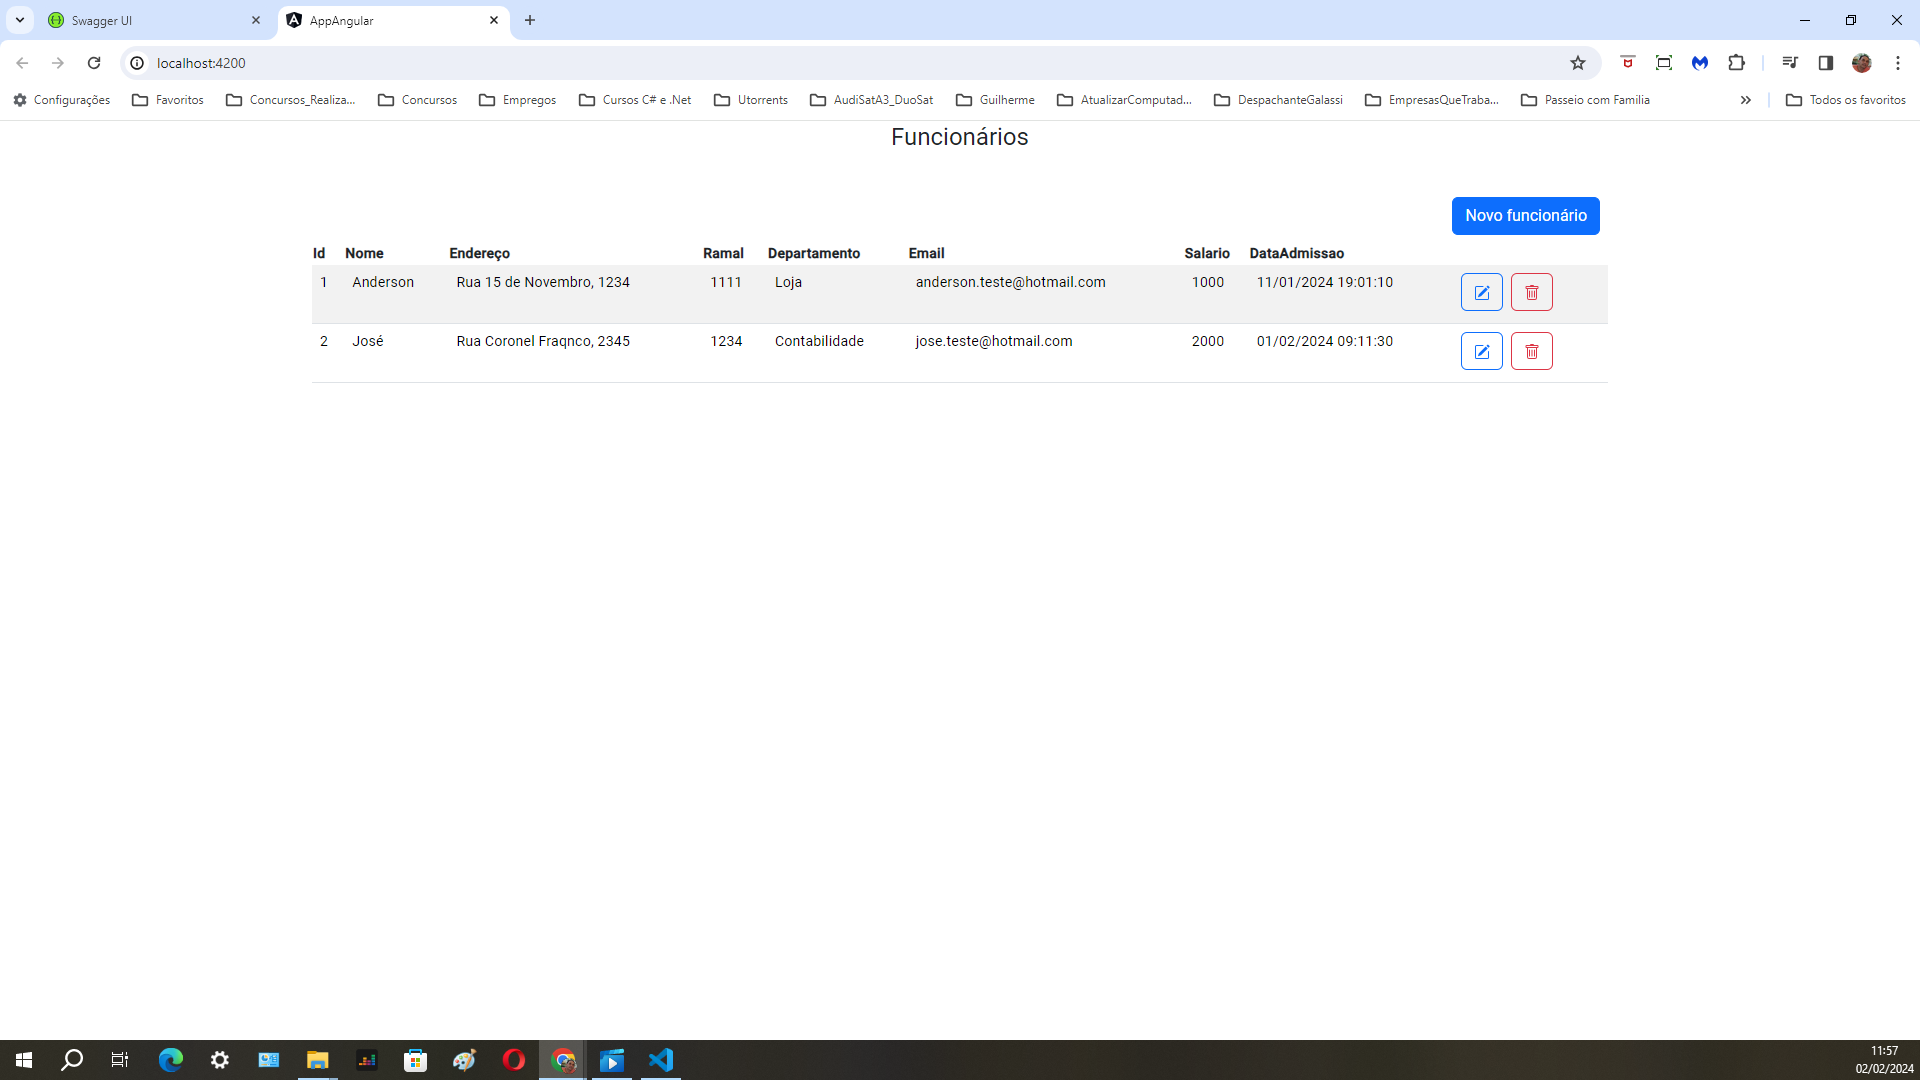 Swagger UI
AppAngular
localhost:4200
Configurações Favoritos Concursos_Realiza... Concursos Empregos Cursos C# e .Net Utorrents AudiSatA3_DuoSat Guilherme AtualizarComputad... DespachanteGalassi EmpresasQueTraba... Passeio com Familia » Todos os favoritos
Funcionários
Novo funcionário
Id Nome Endereço Ramal Departamento Email Salario DataAdmissao
1 Anderson Rua 15 de Novembro, 1234 1111 Loja anderson.teste@hotmail.com 1000 11/01/2024 19:01:10
2 José Rua Coronel Fraqnco, 2345 1234 Contabilidade jose.teste@hotmail.com 2000 01/02/2024 09:11:30
11:57
02/02/2024